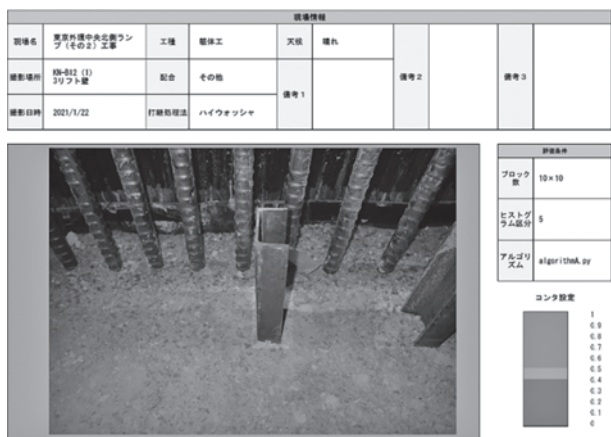 現場情報
現場名 東京外環中央北側ランプ（その2）工事 工種 躯体工 天候 晴れ 備考1 備考2 備考3
撮影場所 KN-B02 (1) 3リフト壁 配合 その他
撮影日時 2021/1/22 打継処理法 ハイウォッシャ
評価条件
ブロック数 10×10
ヒストグラム区分 5
アルゴリズム algorithmA.py
コンタ設定
1
0.9
0.8
0.7
0.6
0.5
0.4
0.3
0.2
0.1
0